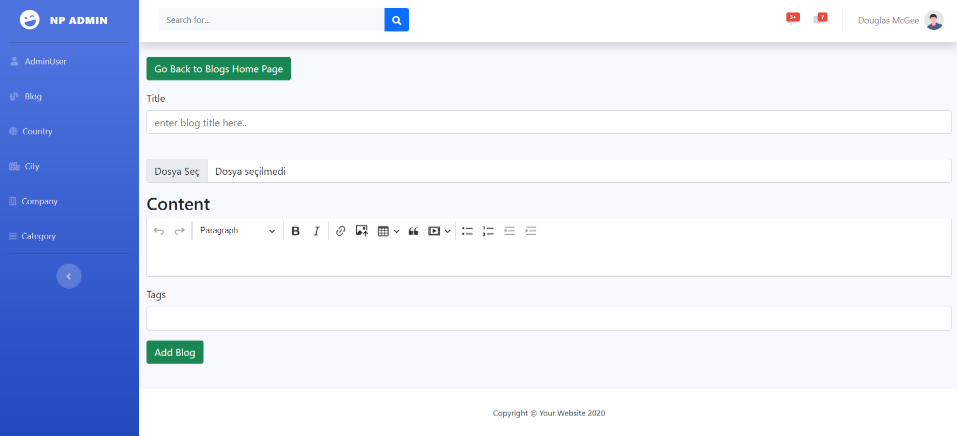 NP ADMIN
AdminUser
Blog
Country
City
Company
Category
Search for...
3+
7
Douglas McGee
Go Back to Blogs Home Page
Title
enter blog title here..
Dosya Seç Dosya seçilmedi
Content
Paragraph B I
Tags
Add Blog
Copyright © Your Website 2020